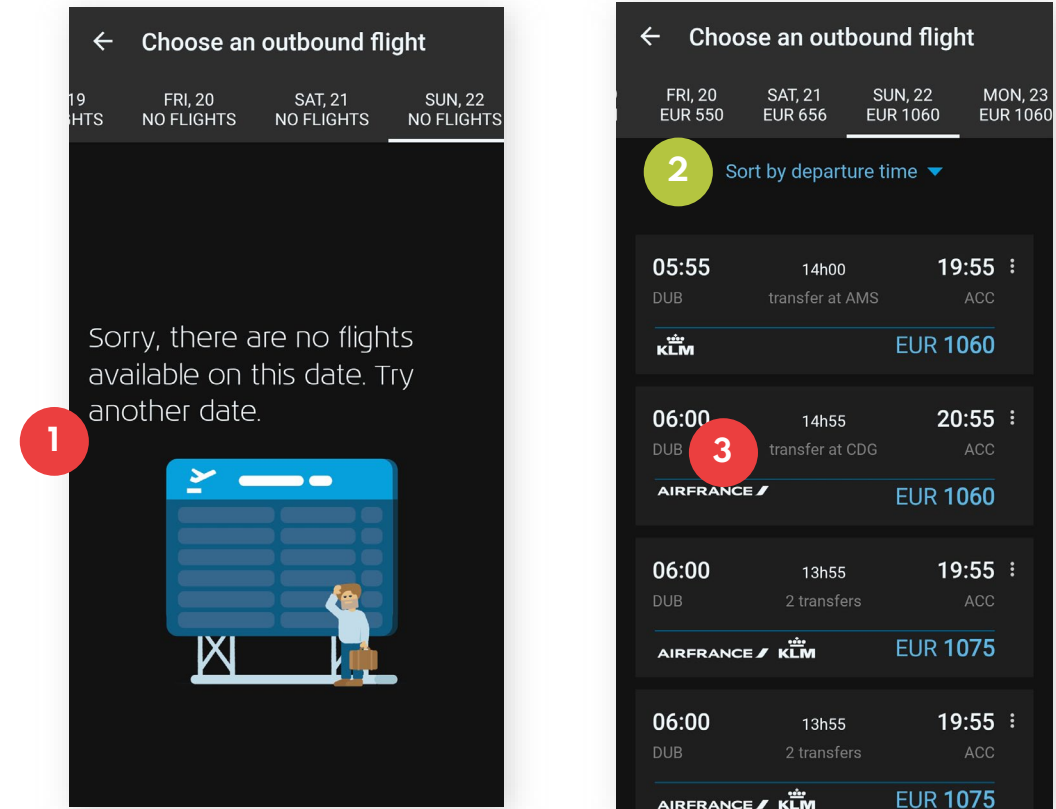 Choose an outbound flight
19 FRI, 20 SAT, 21 SUN, 22
HTS NO FLIGHTS NO FLIGHTS NO FLIGHTS
Sorry, there are no flights
available on this date. Try
another date.
1
Choose an outbound flight
FRI, 20 SAT, 21 SUN, 22 MON, 23
EUR 550 EUR 656 EUR 1060 EUR 1060
2 Sort by departure time
05:55 14h00 19:55
DUB transfer at AMS ACC
KLM EUR 1060
06:00 14h55 20:55
DUB 3 transfer at CDG ACC
AIRFRANCE EUR 1060
06:00 13h55 19:55
DUB 2 transfers ACC
AIRFRANCE KLM EUR 1075
06:00 13h55 19:55
DUB 2 transfers ACC
AIRFRANCE KLM EUR 1075